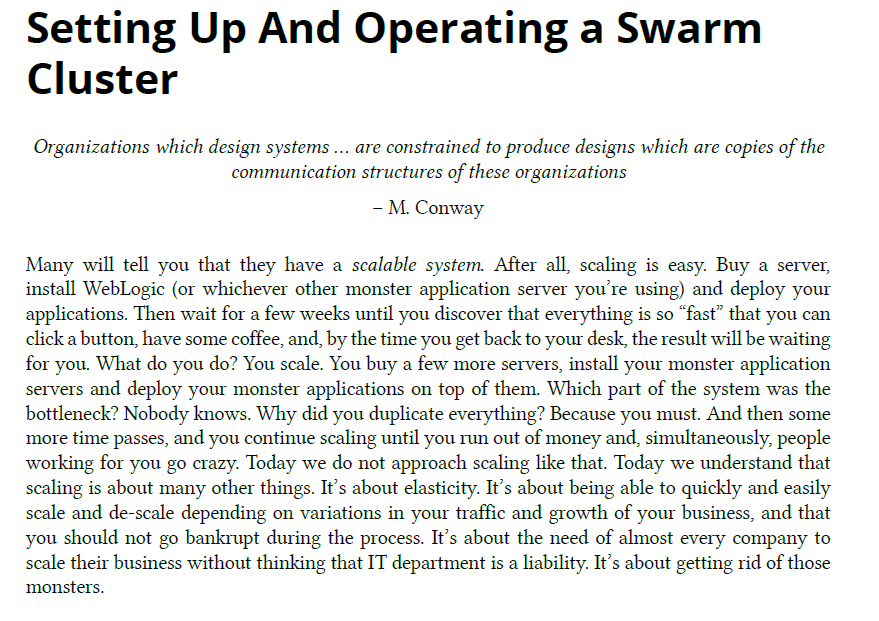 Setting Up And Operating a Swarm
Cluster
Organizations which design systems ... are constrained to produce designs which are copies of the
communication structures of these organizations
– M. Conway
Many will tell you that they have a scalable system. After all, scaling is easy. Buy a server,
install WebLogic (or whichever other monster application server you’re using) and deploy your
applications. Then wait for a few weeks until you discover that everything is so “fast” that you can
click a button, have some coffee, and, by the time you get back to your desk, the result will be waiting
for you. What do you do? You scale. You buy a few more servers, install your monster application
servers and deploy your monster applications on top of them. Which part of the system was the
bottleneck? Nobody knows. Why did you duplicate everything? Because you must. And then some
more time passes, and you continue scaling until you run out of money and, simultaneously, people
working for you go crazy. Today we do not approach scaling like that. Today we understand that
scaling is about many other things. It’s about elasticity. It’s about being able to quickly and easily
scale and de-scale depending on variations in your traffic and growth of your business, and that
you should not go bankrupt during the process. It’s about the need of almost every company to
scale their business without thinking that IT department is a liability. It’s about getting rid of those
monsters.